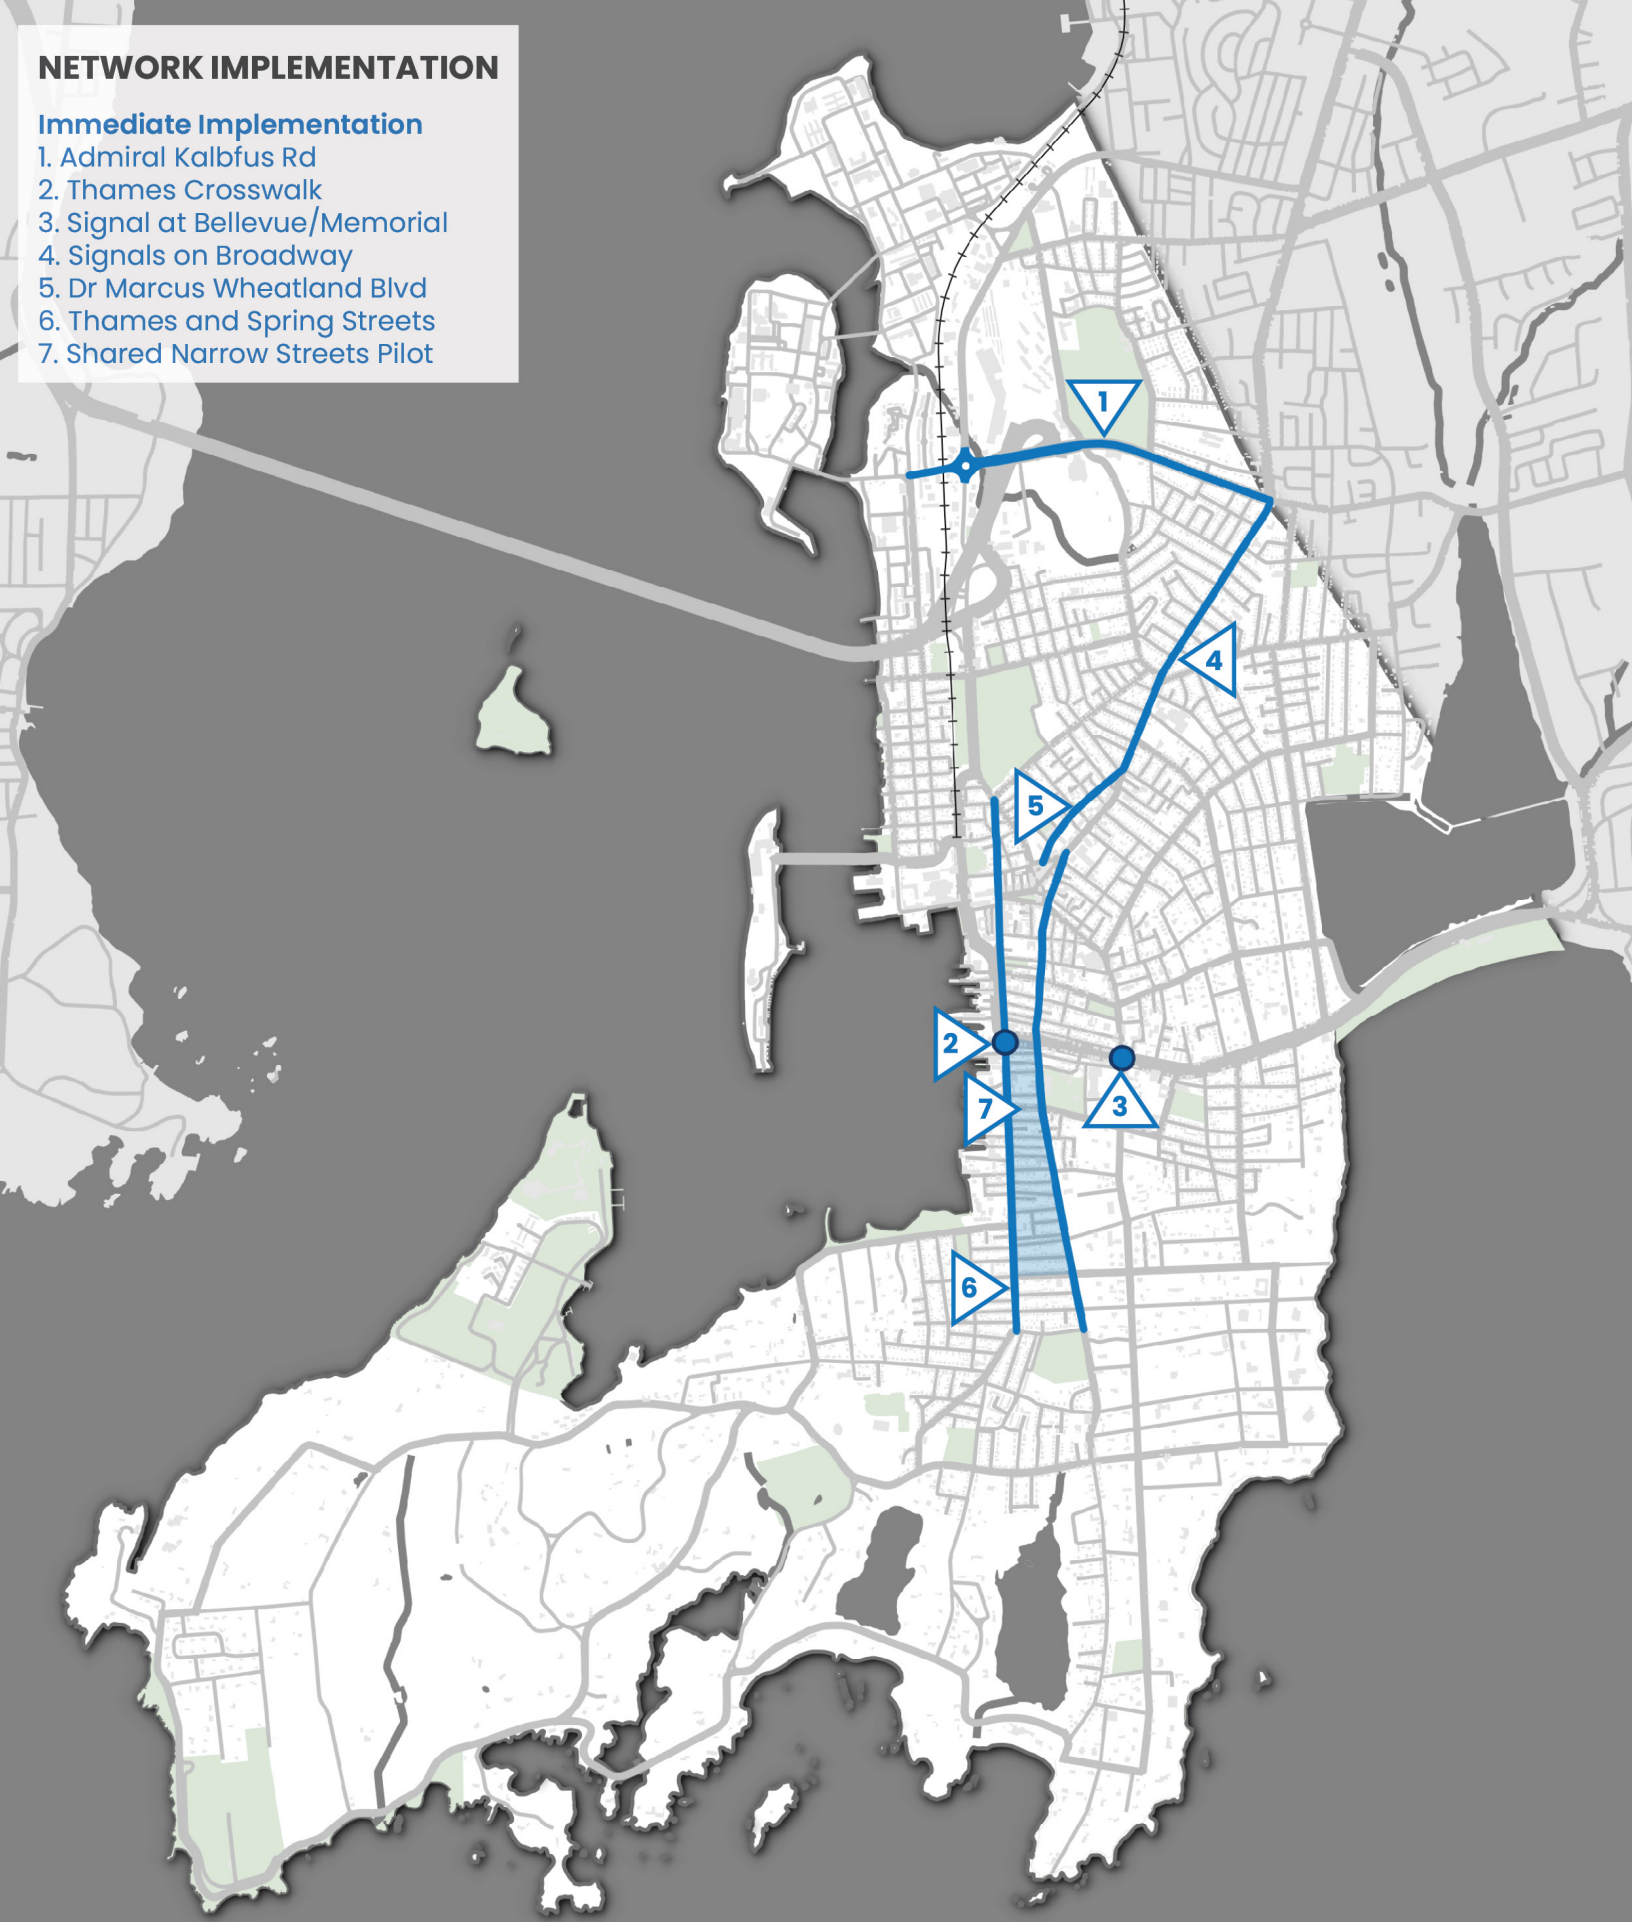 NETWORK IMPLEMENTATION
Immediate Implementation
1. Admiral Kalbfus Rd
2. Thames Crosswalk
3. Signal at Bellevue/Memorial
4. Signals on Broadway
5. Dr Marcus Wheatland Blvd
6. Thames and Spring Streets
7. Shared Narrow Streets Pilot
1
4
5
2
7
3
6